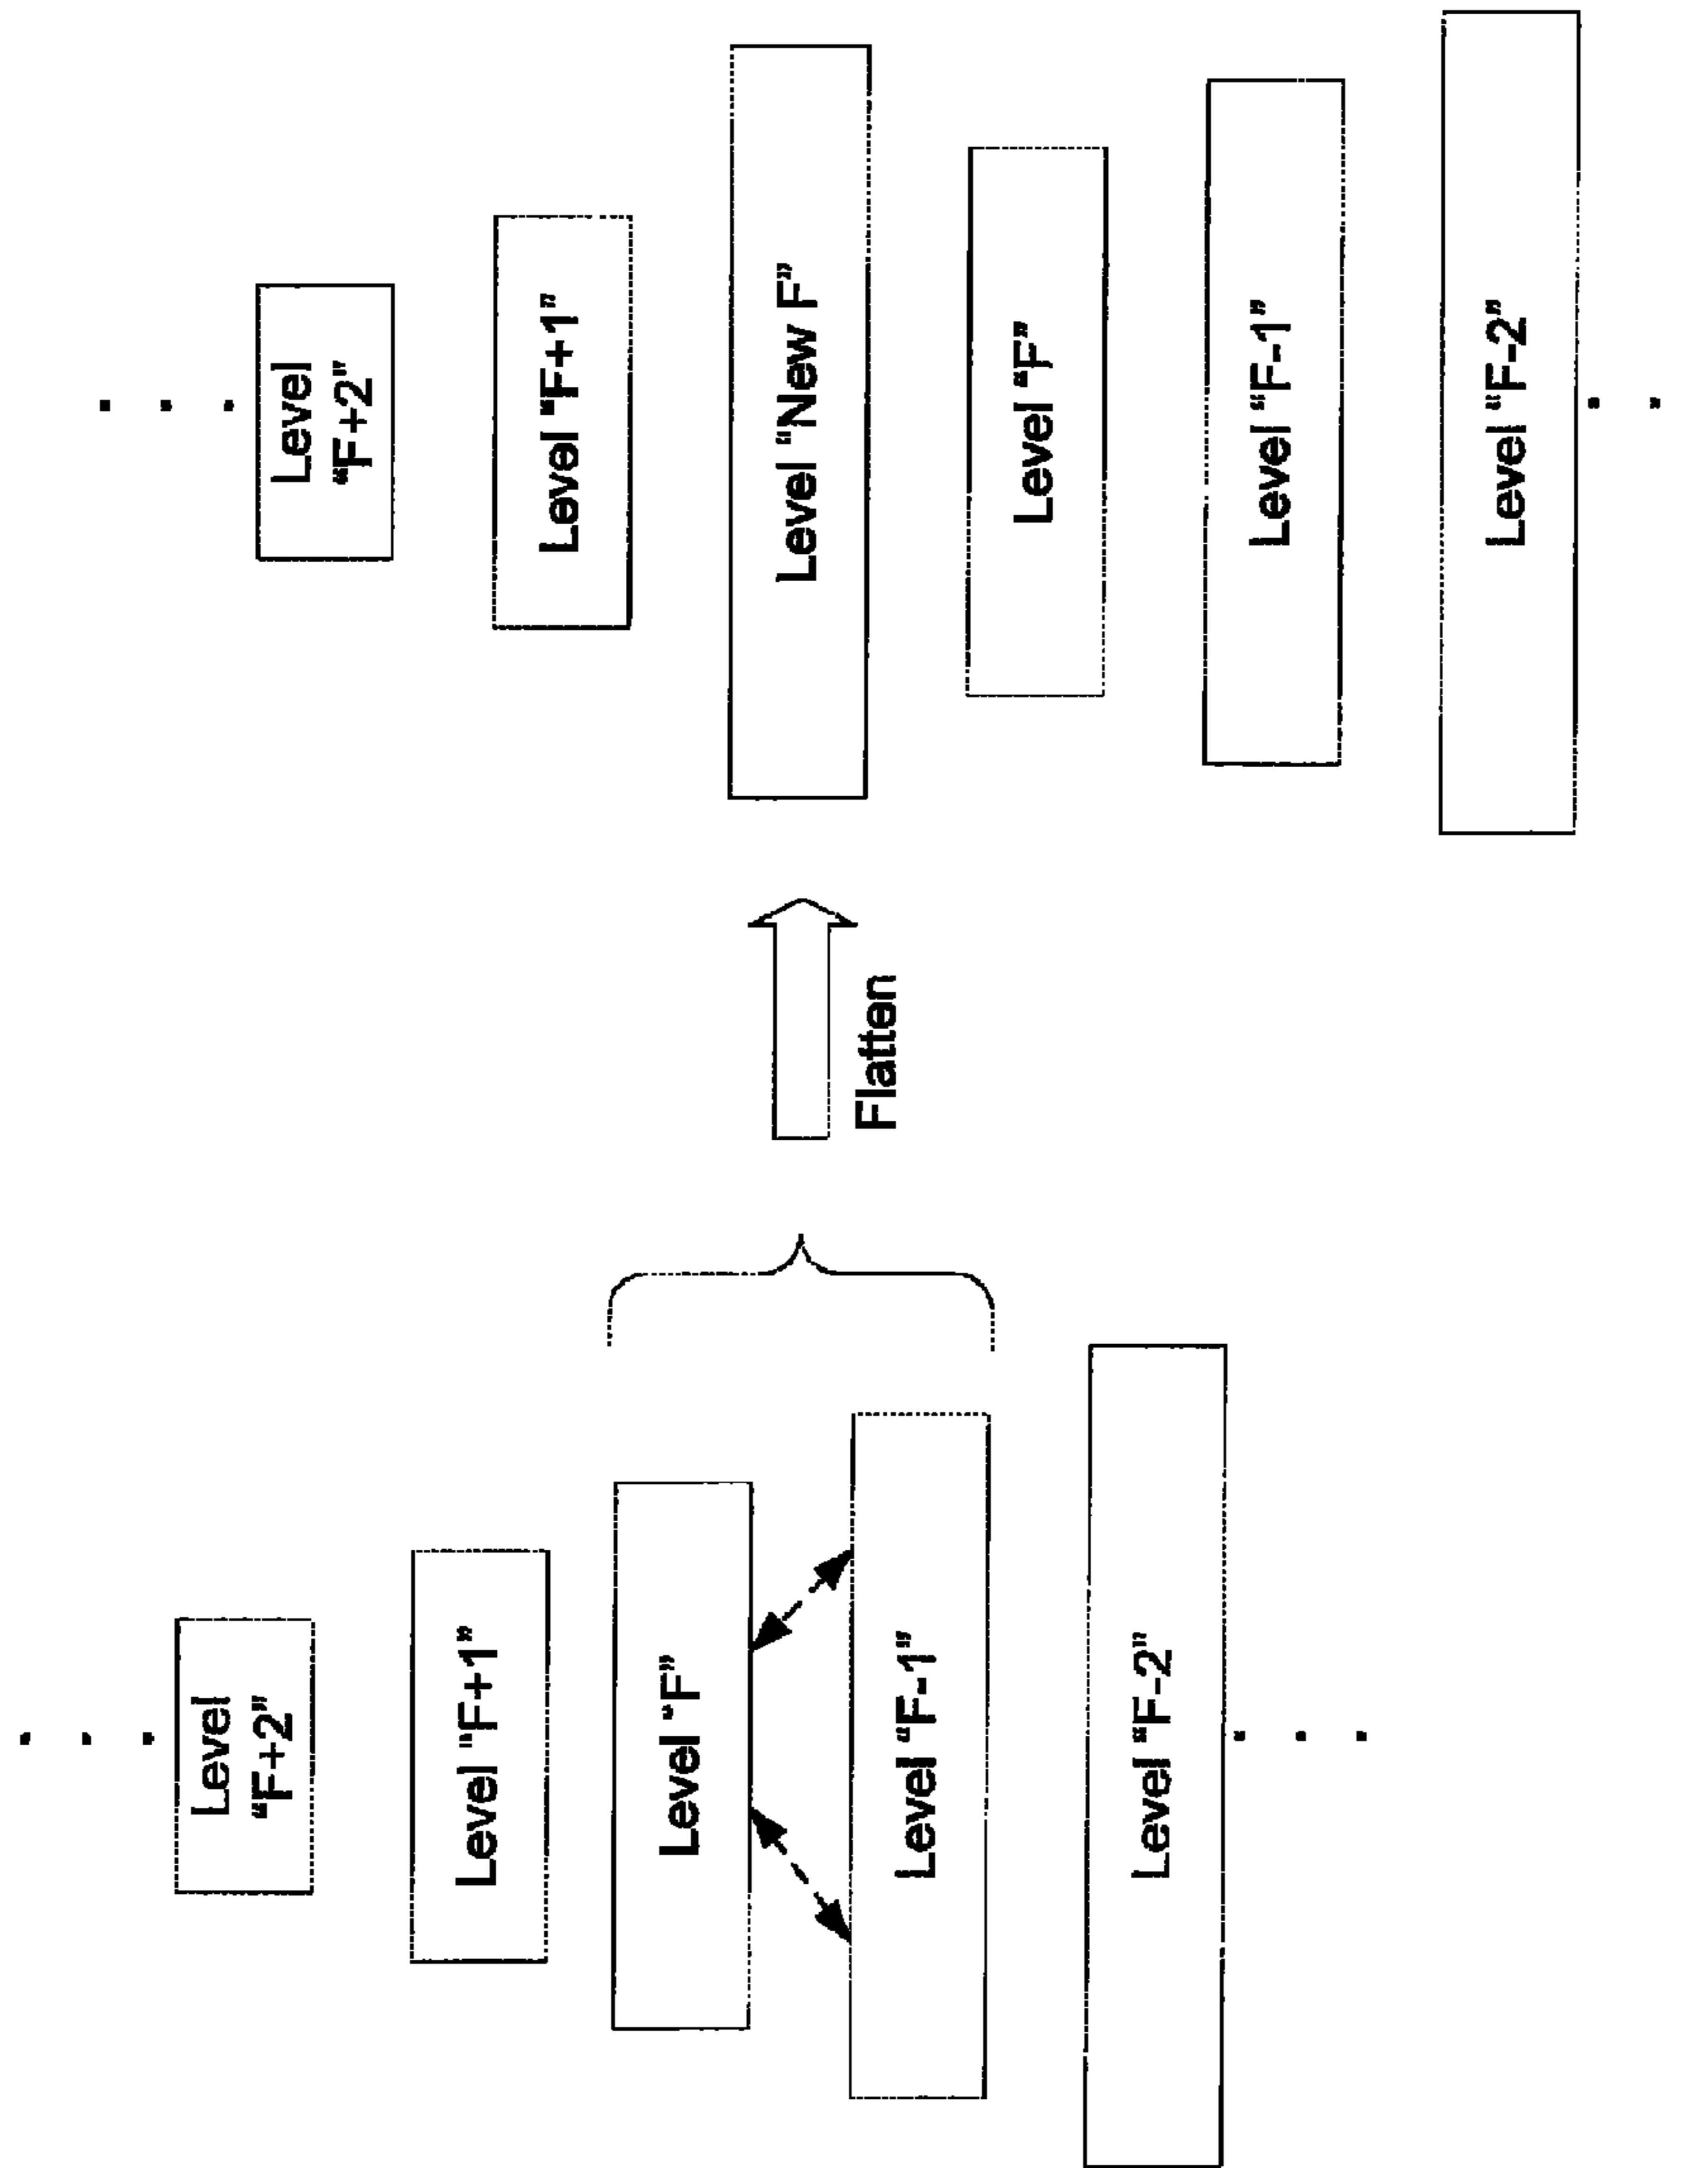 Level
“F+2”
Level “F+1”
Level “F”
Level “F-1”
Level “F-2”
Flatten
Level
“F+2”
Level “F+1”
Level “New F”
Level “F”
Level “F-1”
Level “F-2”